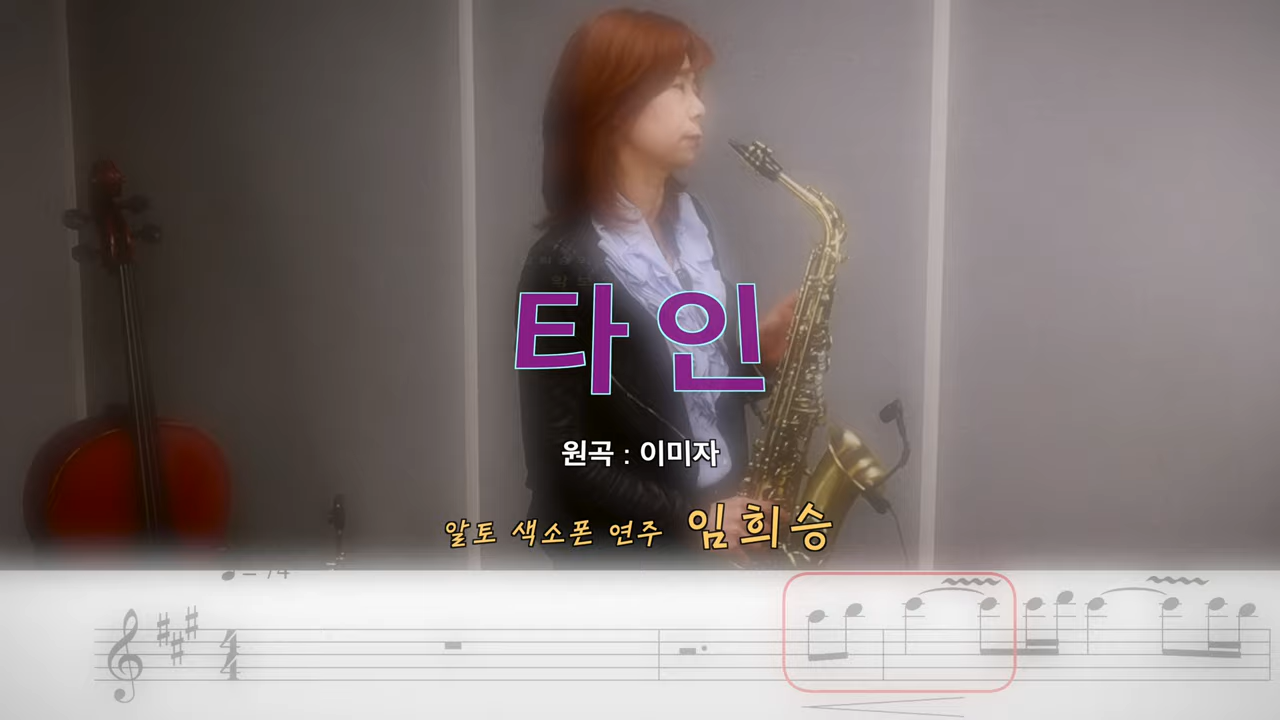 타인
원곡 : 이미자
알토 색소폰 연주 임희승